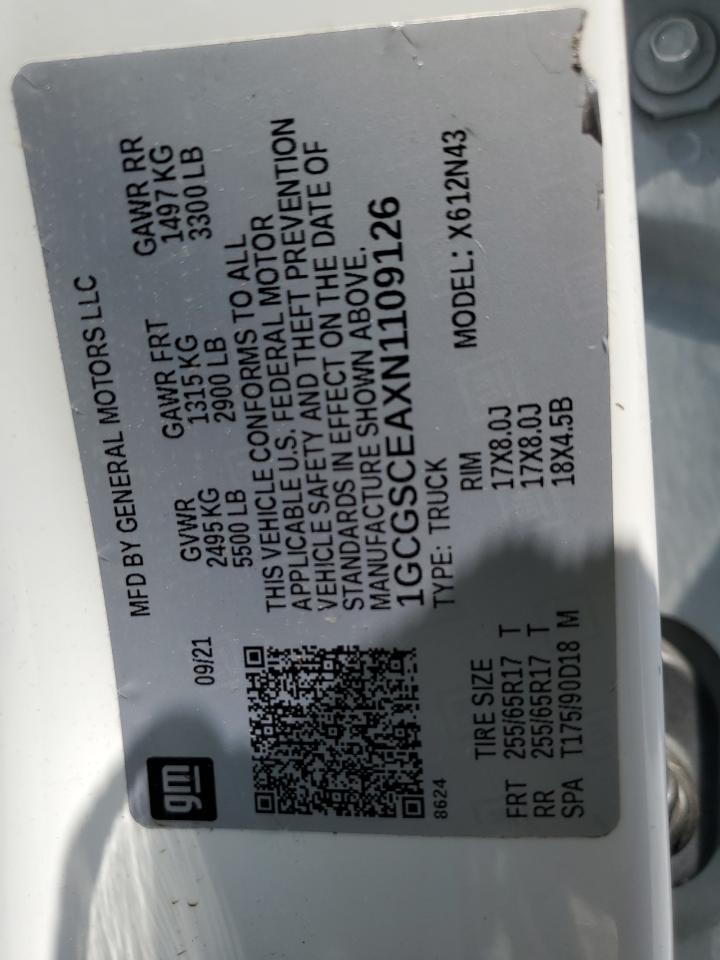 gm
MFD BY GENERAL MOTORS LLC
09/21
GVWR GAWR FRT GAWR RR
2495 KG 1315 KG 1497 KG
5500 LB 2900 LB 3300 LB
THIS VEHICLE CONFORMS TO ALL
APPLICABLE U.S. FEDERAL MOTOR
VEHICLE SAFETY AND THEFT PREVENTION
STANDARDS IN EFFECT ON THE DATE OF
MANUFACTURE SHOWN ABOVE.
1GCGSCEAXN1109126
TYPE: TRUCK MODEL: X612N43
8624
TIRE SIZE RIM
FRT 255/65R17 T 17X8.0J
RR 255/65R17 T 17X8.0J
SPA T175/90D18 M 18X4.5B